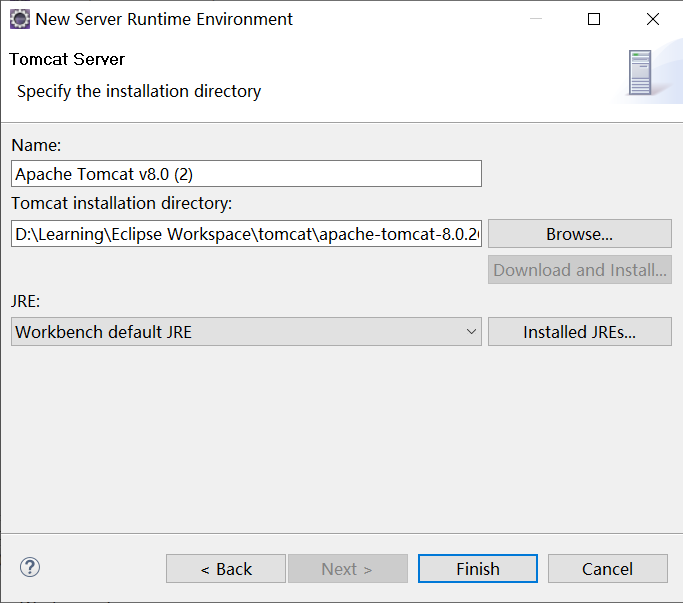 New Server Runtime Environment
Tomcat Server
Specify the installation directory
Name:
Apache Tomcat v8.0 (2)
Tomcat installation directory:
D:\Learning\Eclipse Workspace\tomcat\apache-tomcat-8.0.20
Browse...
Download and Install...
JRE:
Workbench default JRE
Installed JREs...
< Back
Next >
Finish
Cancel